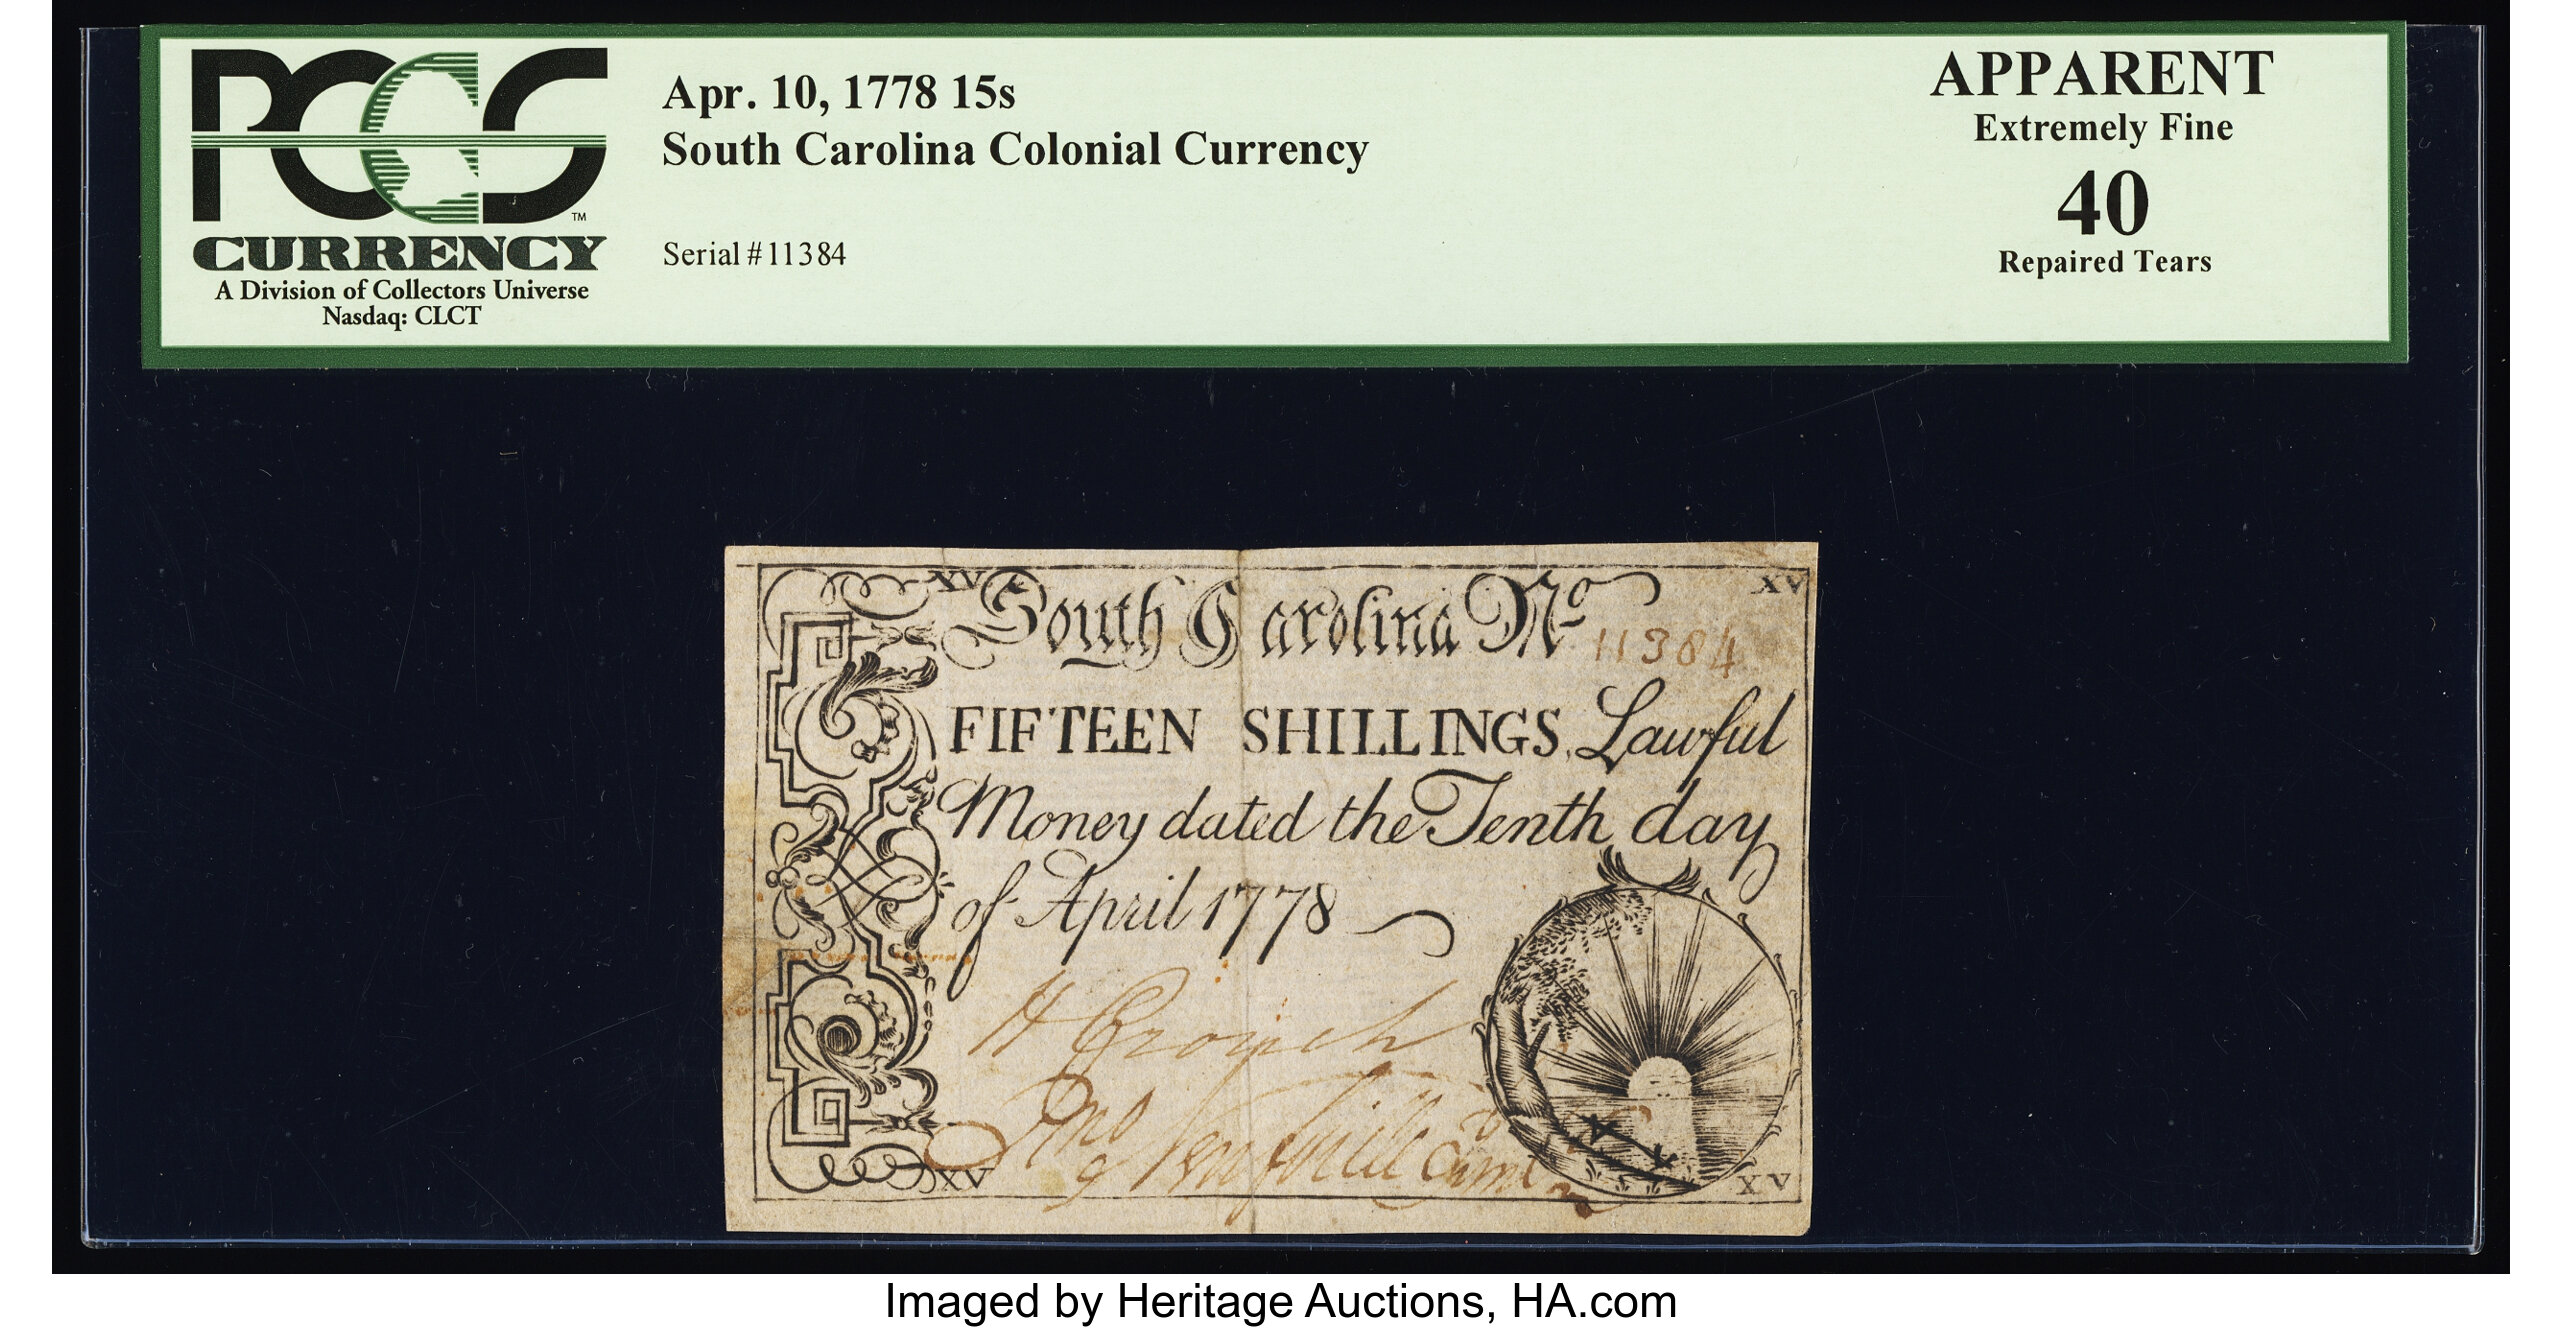 PCGS
TM
CURRENCY
A Division of Collectors Universe
Nasdaq: CLCT
Apr. 10, 1778 15s
South Carolina Colonial Currency
Serial # 11384
APPARENT
Extremely Fine
40
Repaired Tears
XV XV
South Carolina No 11384
FIFTEEN SHILLINGS, Lawful
Money dated the Tenth day
of April 1778
H Crouch
XV XV
Imaged by Heritage Auctions, HA.com